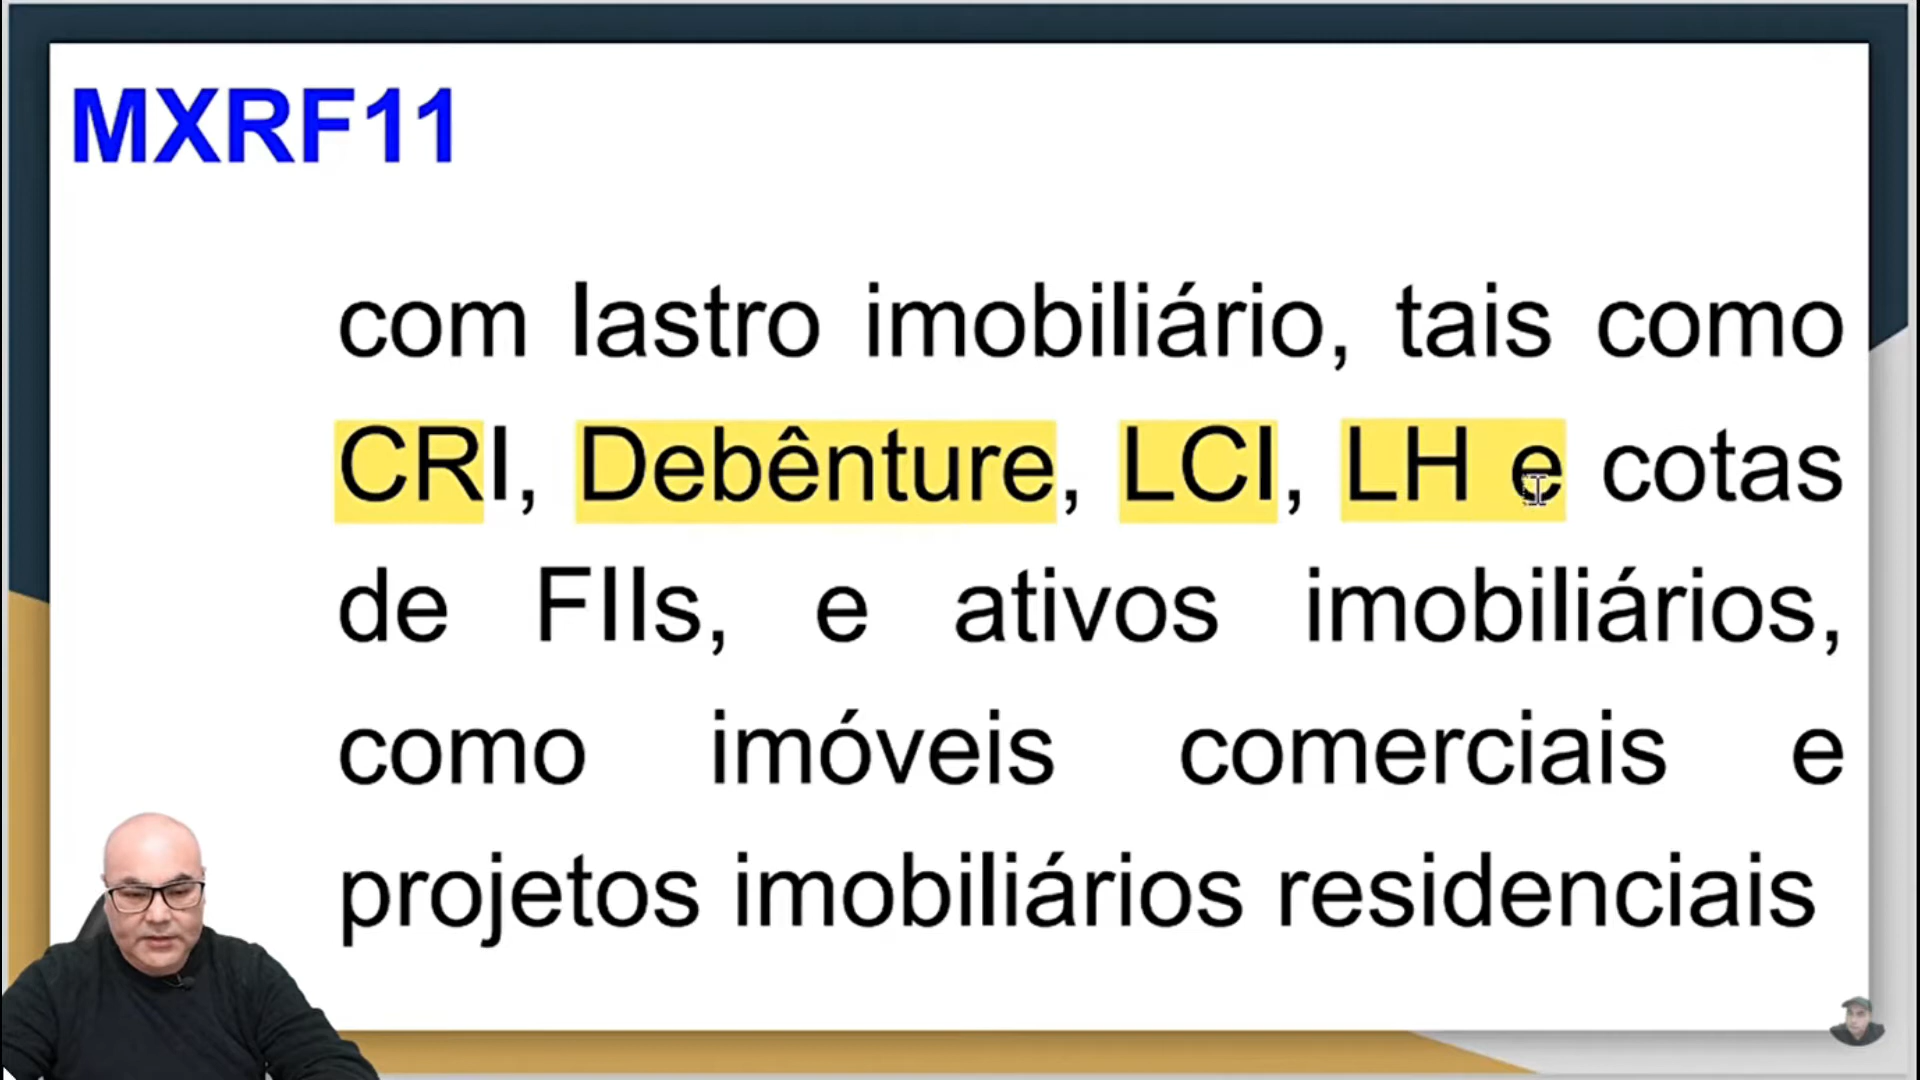 MXRF11
com lastro imobiliário, tais como
CRI, Debênture, LCI, LH e cotas
de FIIs, e ativos imobiliários,
como imóveis comerciais e
projetos imobiliários residenciais